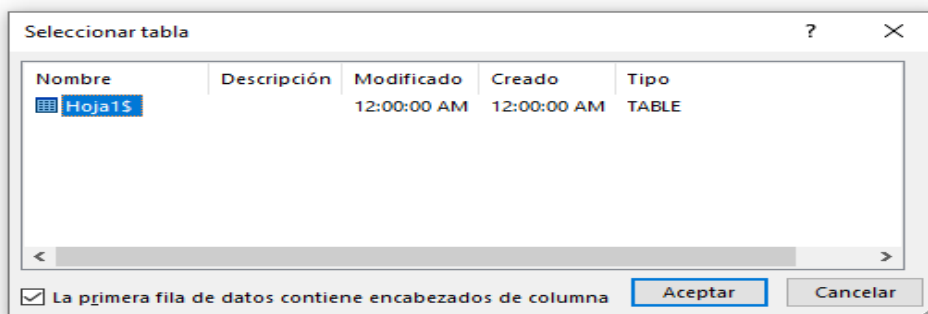 Seleccionar tabla ?
Nombre Descripción Modificado Creado Tipo
Hoja1$ 12:00:00 AM 12:00:00 AM TABLE
La primera fila de datos contiene encabezados de columna Aceptar Cancelar